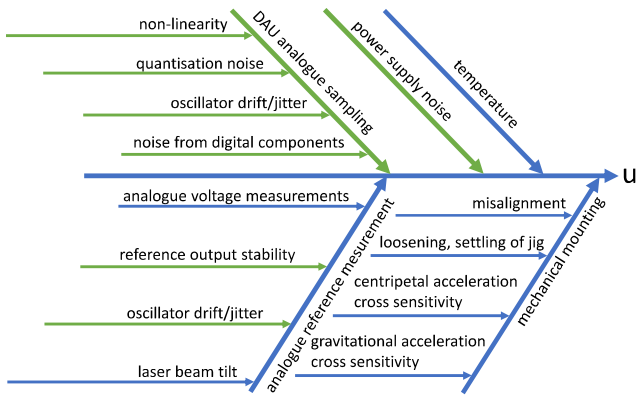 non-linearity
quantisation noise
oscillator drift/jitter
noise from digital components
DAU analogue sampling
power supply noise
temperature
u
analogue voltage measurements
reference output stability
oscillator drift/jitter
laser beam tilt
analogue reference mesurement
misalignment
loosening, settling of jig
centripetal acceleration
cross sensitivity
gravitational acceleration
cross sensitivity
mechanical mounting